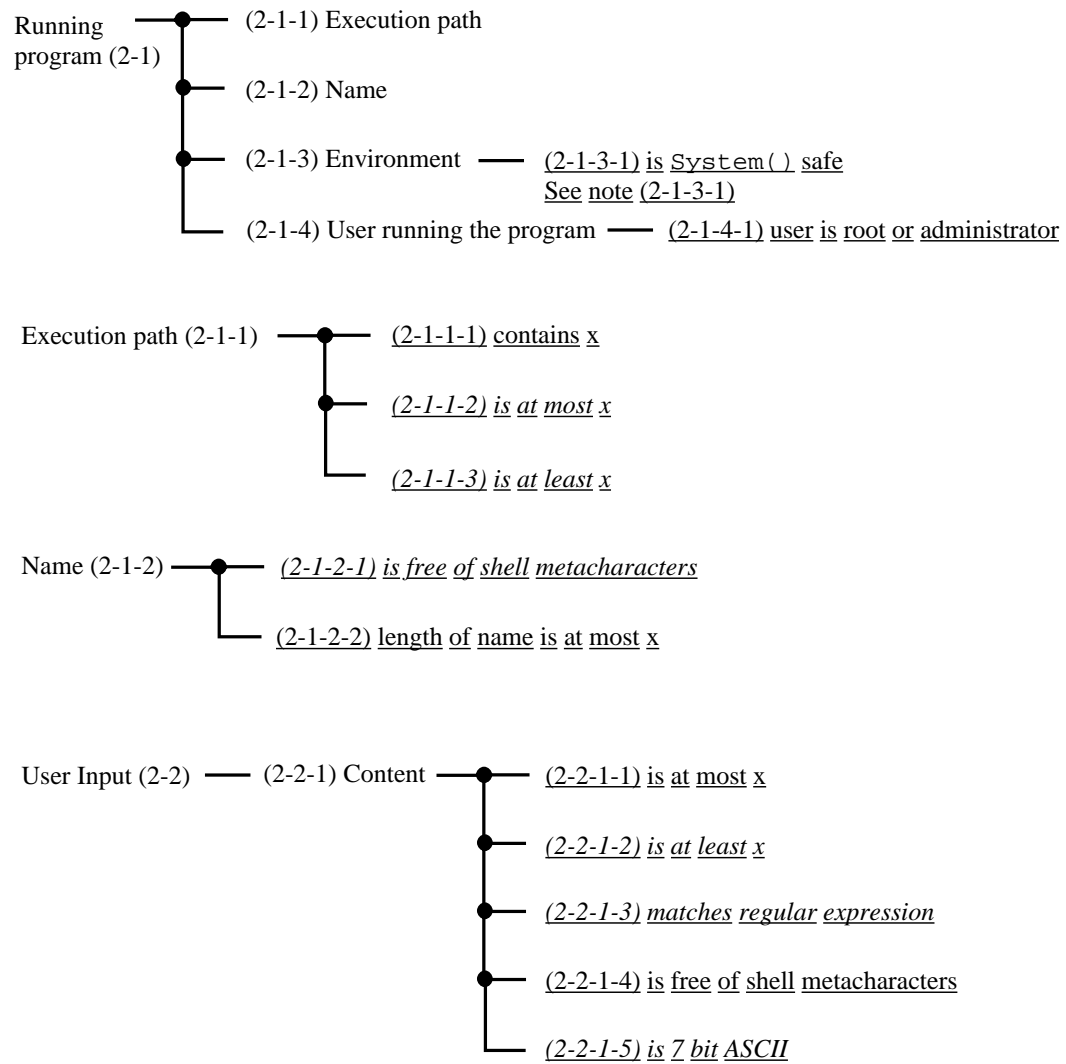 Running
program (2-1)
(2-1-1) Execution path
(2-1-2) Name
(2-1-3) Environment
(2-1-3-1) is System() safe
See note (2-1-3-1)
(2-1-4) User running the program
(2-1-4-1) user is root or administrator
Execution path (2-1-1)
(2-1-1-1) contains x
(2-1-1-2) is at most x
(2-1-1-3) is at least x
Name (2-1-2)
(2-1-2-1) is free of shell metacharacters
(2-1-2-2) length of name is at most x
User Input (2-2)
(2-2-1) Content
(2-2-1-1) is at most x
(2-2-1-2) is at least x
(2-2-1-3) matches regular expression
(2-2-1-4) is free of shell metacharacters
(2-2-1-5) is 7 bit ASCII